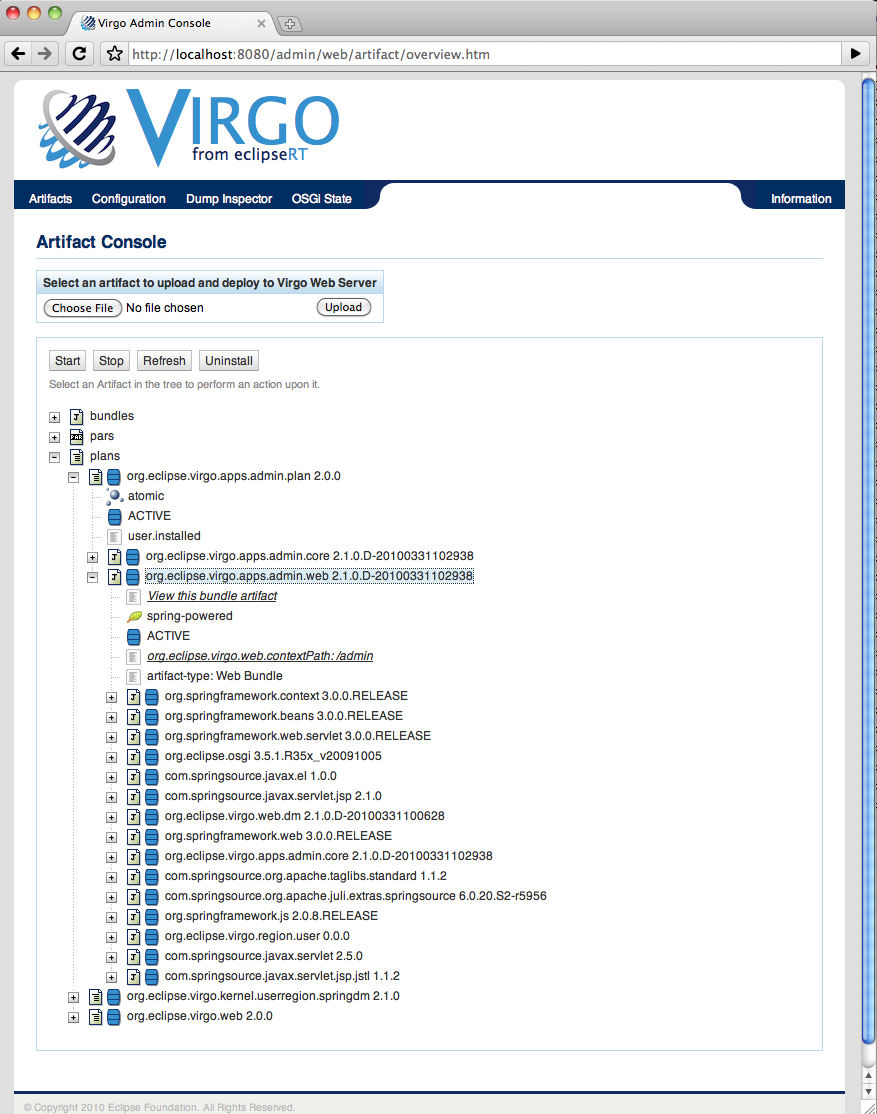 Virgo Admin Console
http://localhost:8080/admin/web/artifact/overview.htm
VIRGO
from eclipseRT
Artifacts Configuration Dump Inspector OSGi State Information
Artifact Console
Select an artifact to upload and deploy to Virgo Web Server
Choose File No file chosen Upload
Start Stop Refresh Uninstall
Select an Artifact in the tree to perform an action upon it.
bundles
pars
plans
org.eclipse.virgo.apps.admin.plan 2.0.0
atomic
ACTIVE
user.installed
org.eclipse.virgo.apps.admin.core 2.1.0.D-20100331102938
org.eclipse.virgo.apps.admin.web 2.1.0.D-20100331102938
View this bundle artifact
spring-powered
ACTIVE
org.eclipse.virgo.web.contextPath: /admin
artifact-type: Web Bundle
org.springframework.context 3.0.0.RELEASE
org.springframework.beans 3.0.0.RELEASE
org.springframework.web.servlet 3.0.0.RELEASE
org.eclipse.osgi 3.5.1.R35x_v20091005
com.springsource.javax.el 1.0.0
com.springsource.javax.servlet.jsp 2.1.0
org.eclipse.virgo.web.dm 2.1.0.D-20100331100628
org.springframework.web 3.0.0.RELEASE
org.eclipse.virgo.apps.admin.core 2.1.0.D-20100331102938
com.springsource.org.apache.taglibs.standard 1.1.2
com.springsource.org.apache.juli.extras.springsource 6.0.20.S2-r5956
org.springframework.js 2.0.8.RELEASE
org.eclipse.virgo.region.user 0.0.0
com.springsource.javax.servlet 2.5.0
com.springsource.javax.servlet.jsp.jstl 1.1.2
org.eclipse.virgo.kernel.userregion.springdm 2.1.0
org.eclipse.virgo.web 2.0.0
© Copyright 2010 Eclipse Foundation. All Rights Reserved.